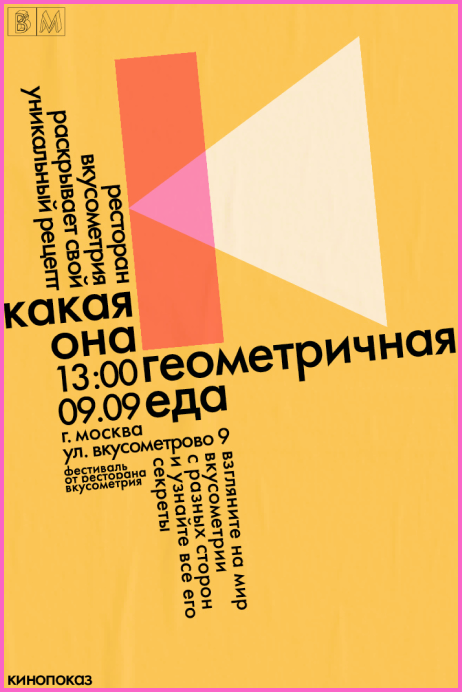 ВМ
ресторан
вкусометрия
раскрывает свой
уникальный рецепт
какая
она
геометричная
еда
13:00
09.09
г. москва
ул. вкусометрово 9
фестиваль
от ресторана
вкусометрия
взгляните на мир
вкусометрии
с разных сторон
и узнайте все его
секреты
кинопоказ